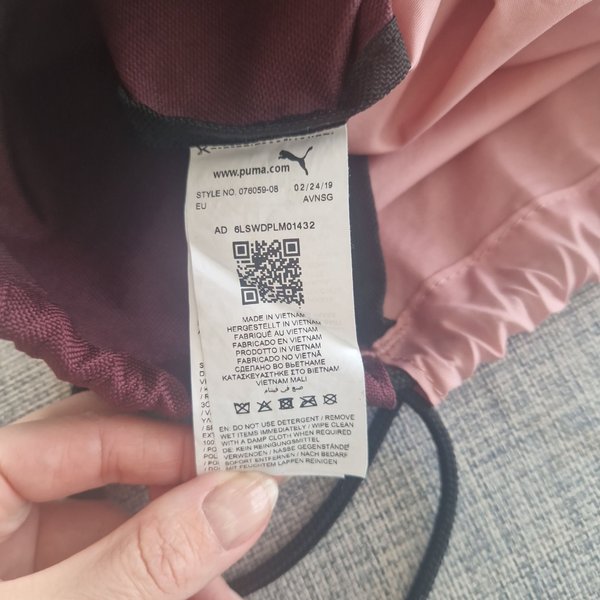 www.puma.com
STYLE NO. 076059-08 02/24/19
EU AVNSG
AD 6LSWDPLM01432
MADE IN VIETNAM
HERGESTELLT IN VIETNAM
FABRIQUÉ AU VIETNAM
FABRICADO EN VIETNAM
PRODOTTO IN VIETNAM
FABRICADO NO VIETNÃ
СДЕЛАНО ВО ВЬЕТНАМЕ
ΚΑΤΑΣΚΕΥΑΣΤΗΚΕ ΣΤΟ ΒΙΕΤΝΑΜ
VIETNAM MALI
صنع في فيتنام
EN: DO NOT USE DETERGENT / REMOVE
WET ITEMS IMMEDIATELY / WIPE CLEAN
WITH A DAMP CLOTH WHEN REQUIRED
DE: KEIN REINIGUNGSMITTEL
VERWENDEN / NASSE GEGENSTÄNDE
SOFORT ENTFERNEN / NACH BEDARF
MIT FEUCHTEM LAPPEN REINIGEN